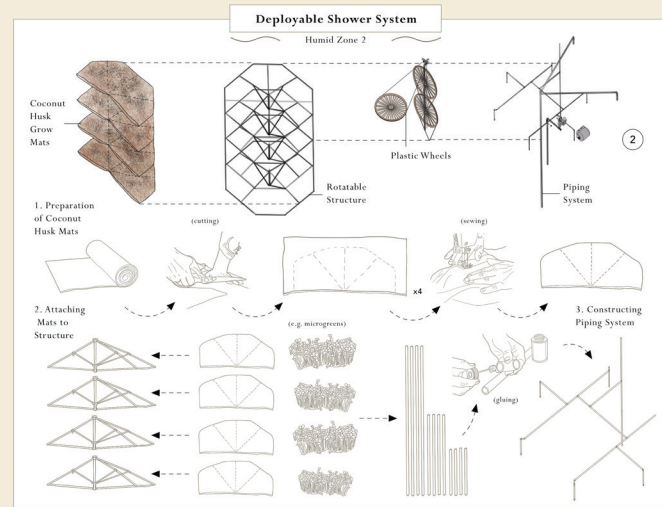 Deployable Shower System
Humid Zone 2
Coconut
Husk
Grow
Mats
Rotatable
Structure
Plastic Wheels
Piping
System
2
1. Preparation
of Coconut
Husk Mats
(cutting)
x4
(sewing)
2. Attaching
Mats to
Structure
(e.g. microgreens)
3. Constructing
Piping System
(gluing)